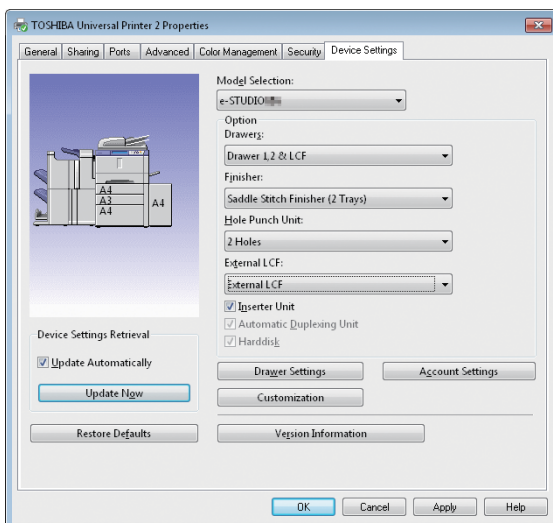 TOSHIBA Universal Printer 2 Properties
General Sharing Ports Advanced Color Management Security Device Settings
Model Selection:
e-STUDIO
Option
Drawers:
Drawer 1,2 & LCF
Finisher:
Saddle Stitch Finisher (2 Trays)
Hole Punch Unit:
2 Holes
External LCF:
External LCF
Inserter Unit
Automatic Duplexing Unit
Harddisk
A4
A3
A4
A4
Device Settings Retrieval
Update Automatically
Update Now
Drawer Settings Account Settings
Customization
Restore Defaults Version Information
OK Cancel Apply Help